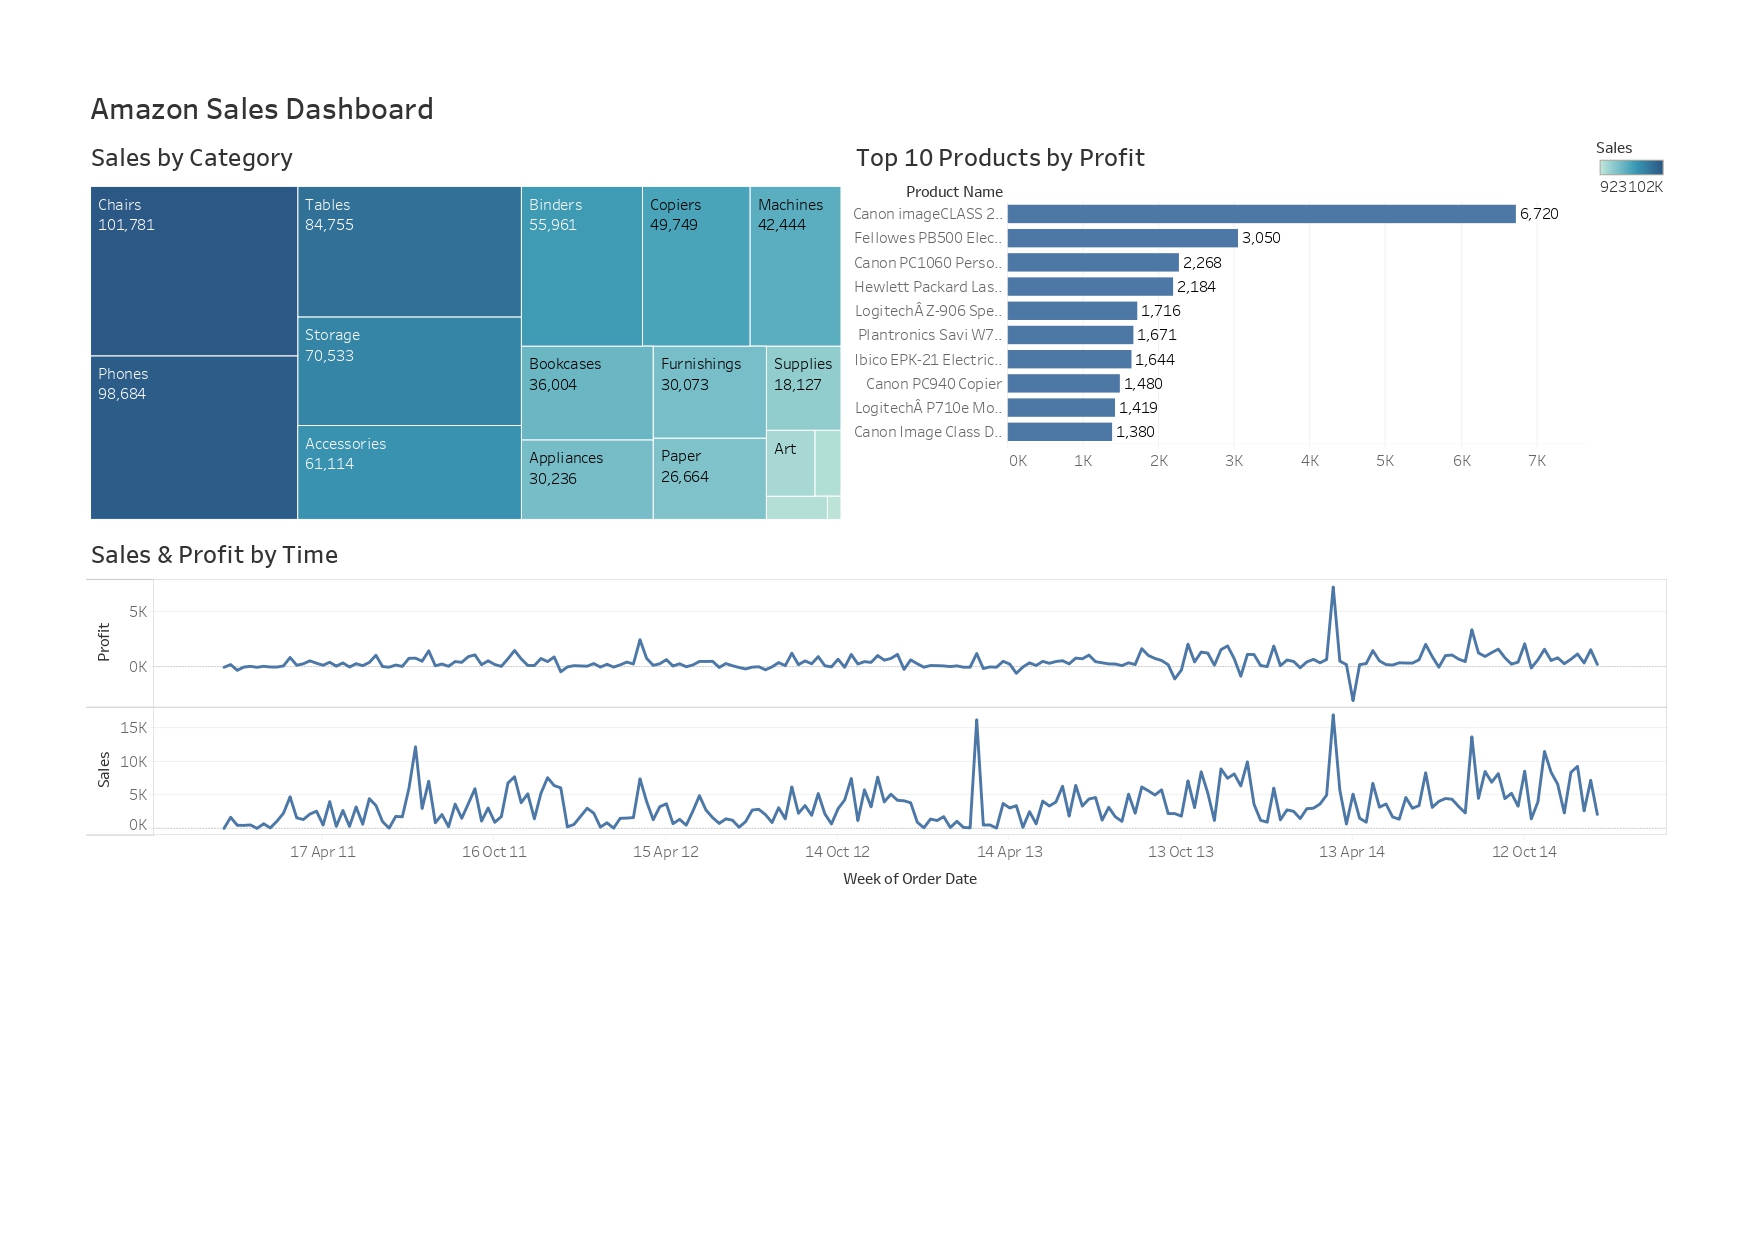 Amazon Sales Dashboard
Sales by Category
Chairs
101,781
Phones
98,684
Tables
84,755
Storage
70,533
Accessories
61,114
Binders
55,961
Copiers
49,749
Machines
42,444
Bookcases
36,004
Furnishings
30,073
Supplies
18,127
Appliances
30,236
Paper
26,664
Art
Top 10 Products by Profit
Sales
923102K
Product Name
Canon imageCLASS 2.. 6,720
Fellowes PB500 Elec.. 3,050
Canon PC1060 Perso.. 2,268
Hewlett Packard Las.. 2,184
LogitechÂ Z-906 Spe.. 1,716
Plantronics Savi W7.. 1,671
Ibico EPK-21 Electric.. 1,644
Canon PC940 Copier 1,480
LogitechÂ P710e Mo.. 1,419
Canon Image Class D.. 1,380
0K 1K 2K 3K 4K 5K 6K 7K
Sales & Profit by Time
Profit
5K
0K
Sales
15K
10K
5K
0K
17 Apr 11 16 Oct 11 15 Apr 12 14 Oct 12 14 Apr 13 13 Oct 13 13 Apr 14 12 Oct 14
Week of Order Date